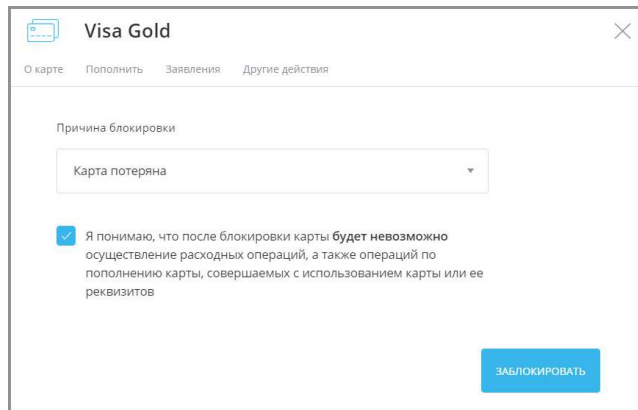 Visa Gold
О карте Пополнить Заявления Другие действия
Причина блокировки
Карта потеряна
Я понимаю, что после блокировки карты будет невозможно
осуществление расходных операций, а также операций по
пополнению карты, совершаемых с использованием карты или ее
реквизитов
ЗАБЛОКИРОВАТЬ